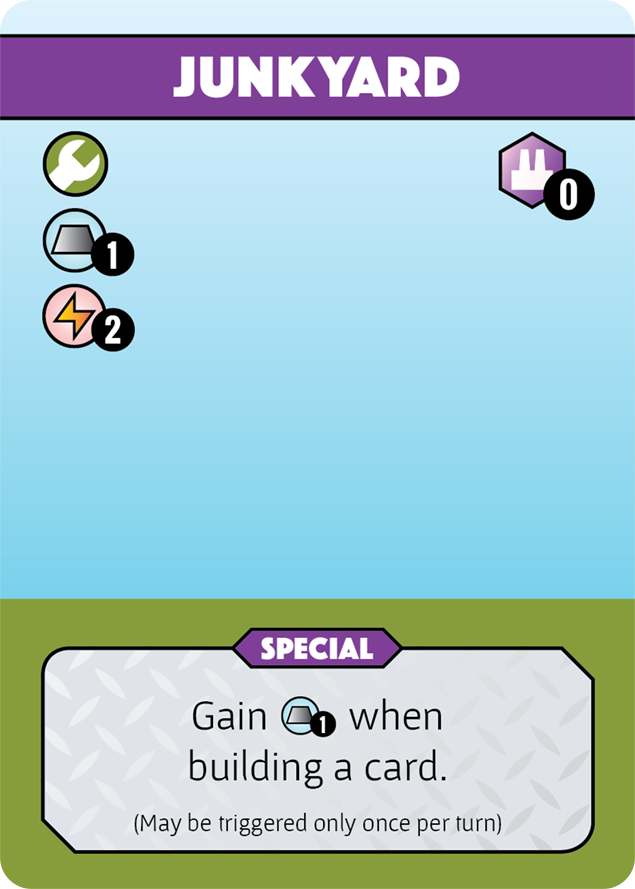 JUNKYARD
0
1
2
SPECIAL
Gain 1 when
building a card.
(May be triggered only once per turn)